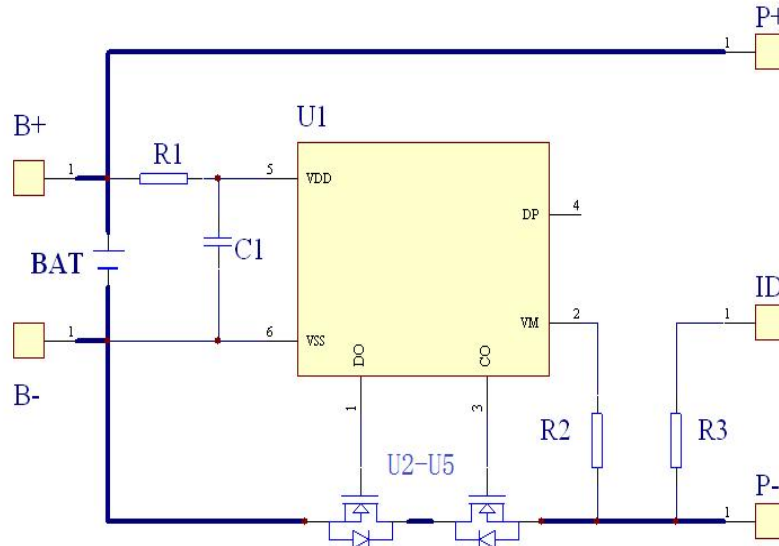 P+
1
U1
B+
1
R1
5
VDD
DP
4
C1
BAT
ID
1
2
VM
1
6
VSS
DO
CO
B-
1
3
R2
R3
U2-U5
P-
1